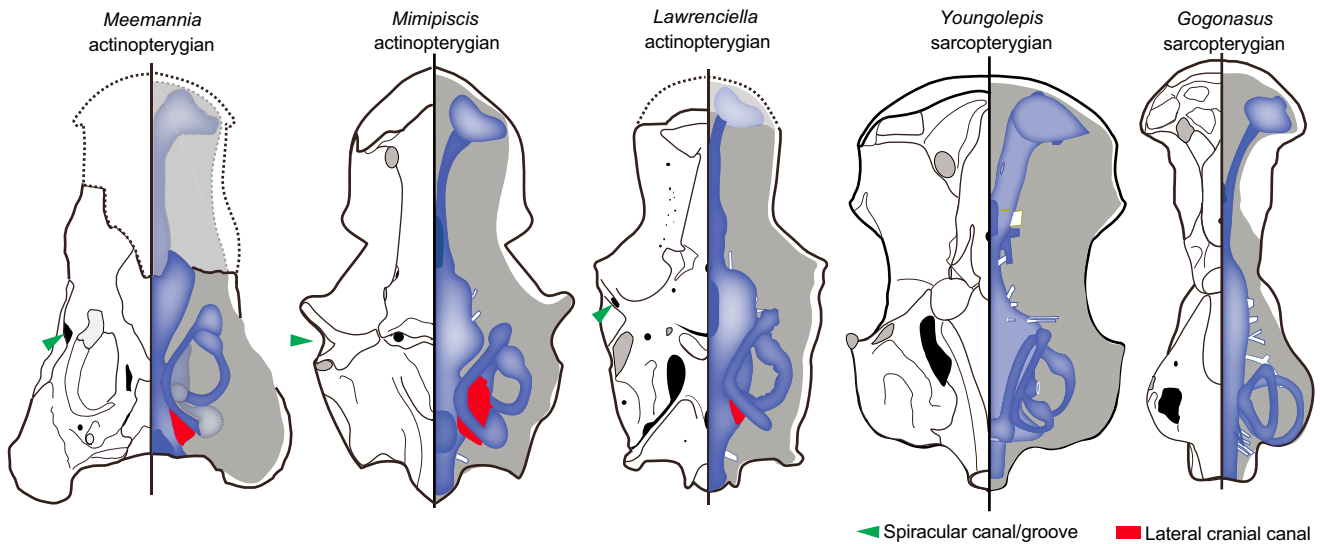 Meemannia
actinopterygian
Mimipiscis
actinopterygian
Lawrenciella
actinopterygian
Youngolepis
sarcopterygian
Gogonasus
sarcopterygian
Spiracular canal/groove
Lateral cranial canal